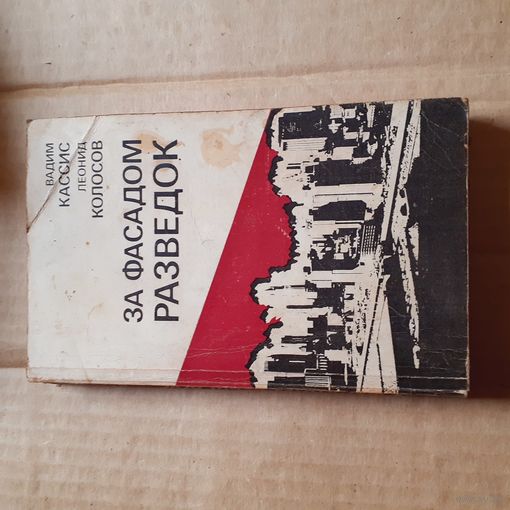 ВАДИМ
КАССИС
ЛЕОНИД
КОЛОСОВ
ЗА ФАСАДОМ
РАЗВЕДОК